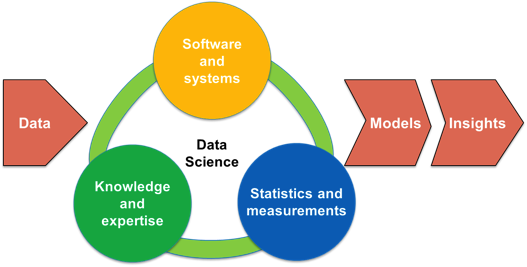 Software
and
systems
Data
Data
Science
Models
Insights
Knowledge
and
expertise
Statistics and
measurements